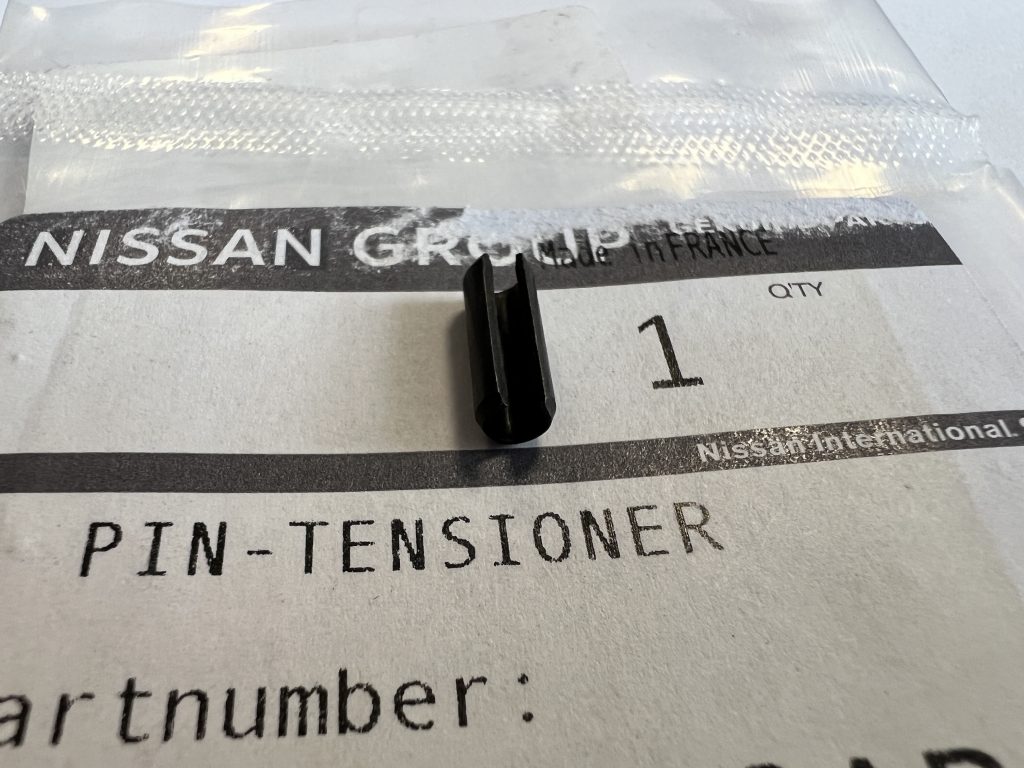 NISSAN GROUP
Made in FRANCE
QTY
1
Nissan International
PIN-TENSIONER
artnumber: